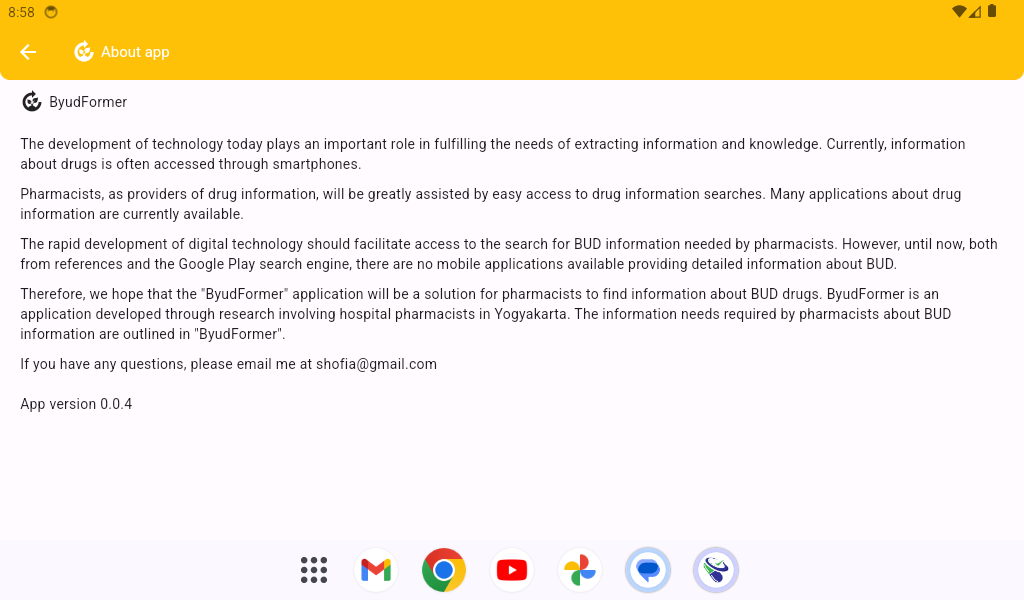 8:58
About app
ByudFormer
The development of technology today plays an important role in fulfilling the needs of extracting information and knowledge. Currently, information
about drugs is often accessed through smartphones.
Pharmacists, as providers of drug information, will be greatly assisted by easy access to drug information searches. Many applications about drug
information are currently available.
The rapid development of digital technology should facilitate access to the search for BUD information needed by pharmacists. However, until now, both
from references and the Google Play search engine, there are no mobile applications available providing detailed information about BUD.
Therefore, we hope that the "ByudFormer" application will be a solution for pharmacists to find information about BUD drugs. ByudFormer is an
application developed through research involving hospital pharmacists in Yogyakarta. The information needs required by pharmacists about BUD
information are outlined in "ByudFormer".
If you have any questions, please email me at shofia@gmail.com
App version 0.0.4